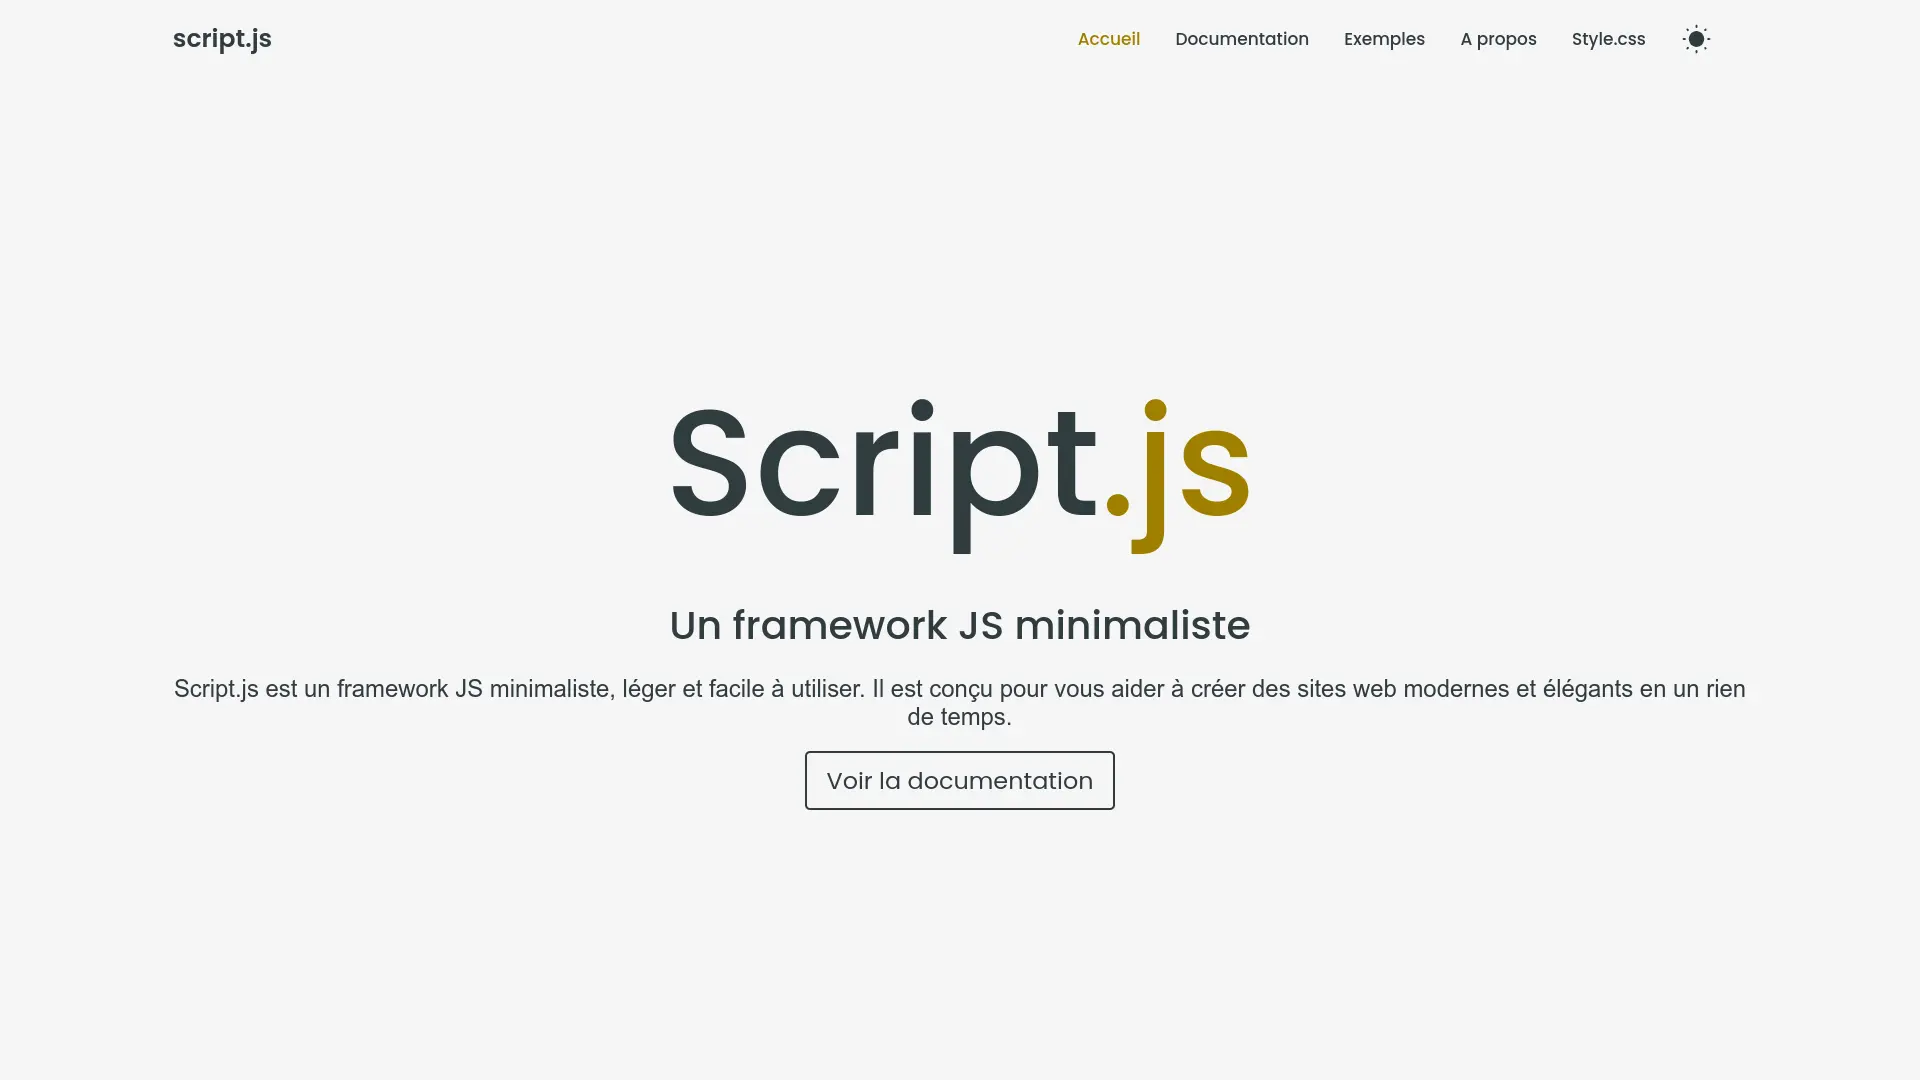 script.js
Accueil
Documentation
Exemples
A propos
Style.css
Script.js
Un framework JS minimaliste
Script.js est un framework JS minimaliste, léger et facile à utiliser. Il est conçu pour vous aider à créer des sites web modernes et élégants en un rien
de temps.
Voir la documentation